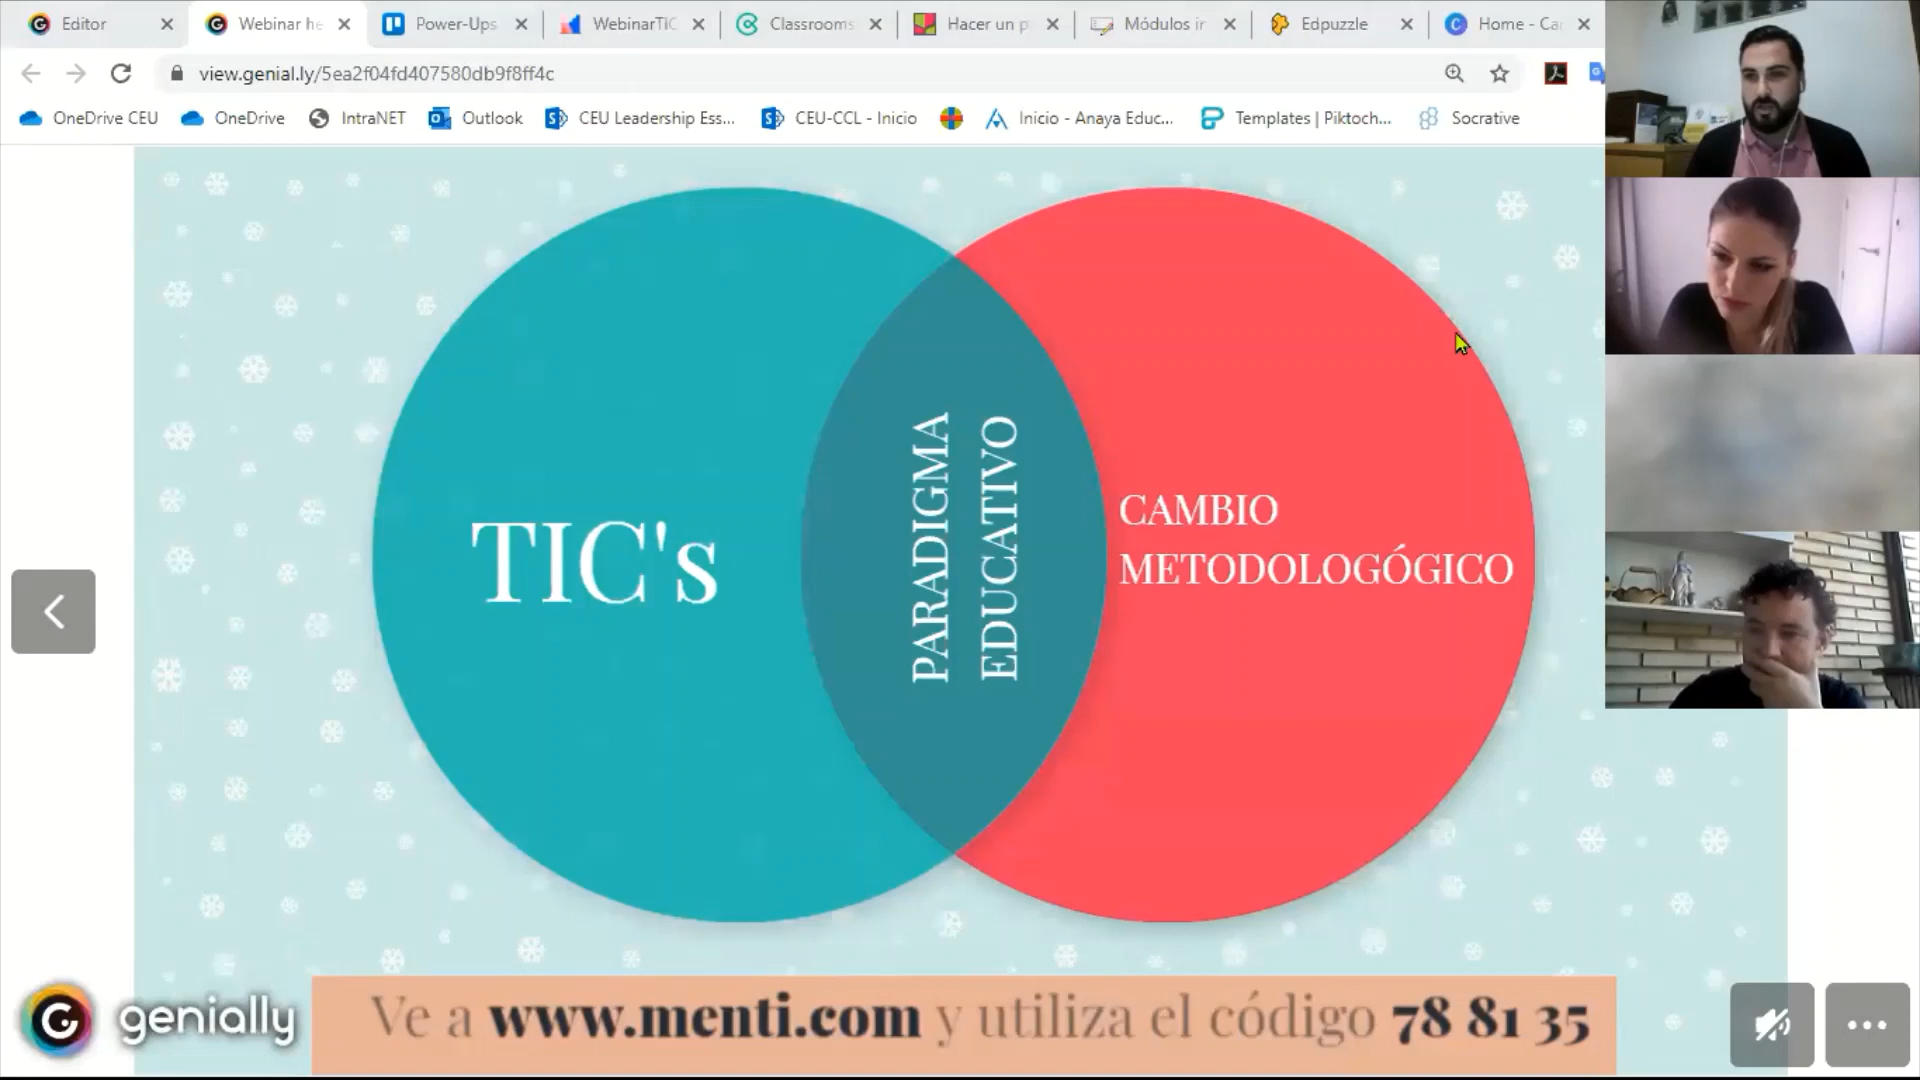 Editor
Webinar he
Power-Ups
WebinarTIC
Classrooms
Hacer un p
Módulos ir
Edpuzzle
Home - Ca
view.genial.ly/5ea2f04fd407580db9f8ff4c
OneDrive CEU
OneDrive
IntraNET
Outlook
CEU Leadership Ess...
CEU-CCL - Inicio
Inicio - Anaya Educ...
Templates | Piktoch...
Socrative
TIC's
PARADIGMA
EDUCATIVO
CAMBIO
METODOLOGÓGICO
genially
Ve a www.menti.com y utiliza el código 78 81 35